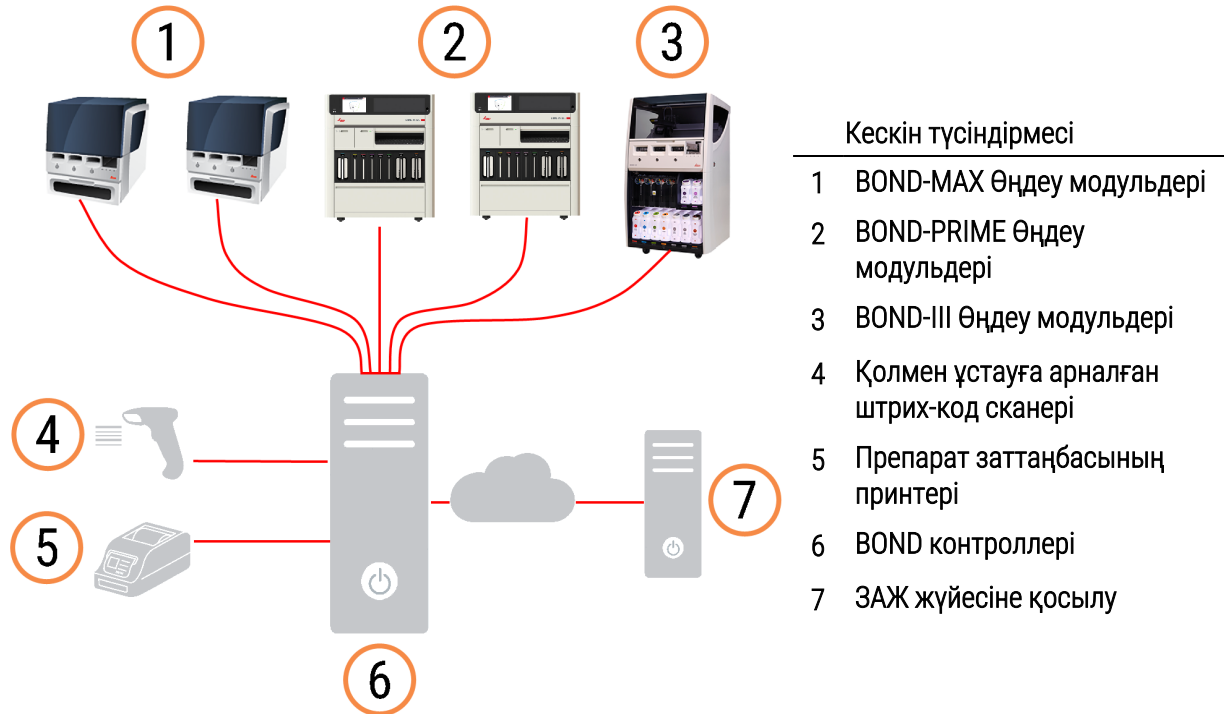 1
2
3
4
5
6
7
Кескін түсіндірмесі
1 BOND-MAX Өңдеу модульдері
2 BOND-PRIME Өңдеу
модульдері
3 BOND-III Өңдеу модульдері
4 Қолмен ұстауға арналған
штрих-код сканері
5 Препарат заттаңбасының
принтері
6 BOND контроллері
7 ЗАЖ жүйесіне қосылу